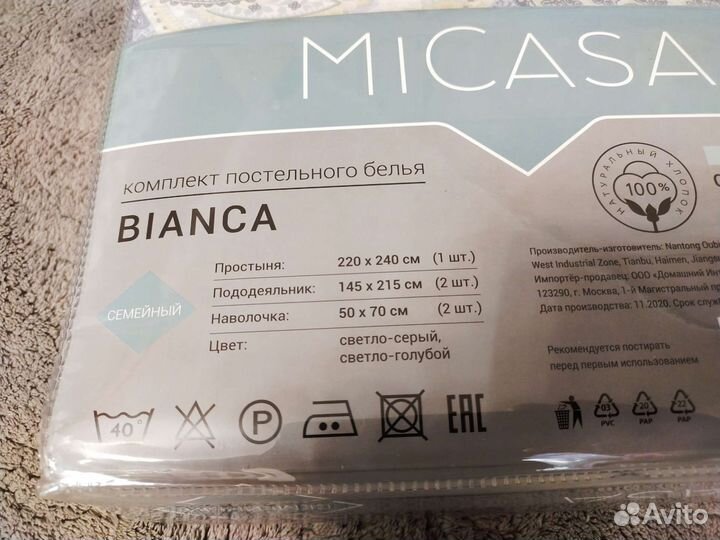 MICASA
комплект постельного белья
BIANCA
НАТУРАЛЬНЫЙ ХЛОПОК
100%
СЕМЕЙНЫЙ
Простыня: 220 х 240 см (1 шт.)
Пододеяльник: 145 х 215 см (2 шт.)
Наволочка: 50 х 70 см (2 шт.)
Цвет: светло-серый,
светло-голубой
Производитель-изготовитель: Nantong
West Industrial Zone, Tianbu, Haimen,
Импортёр-продавец: ООО «Домашний
123290, г. Москва, 1-й Магистральный
Дата производства: 11.2020. Срок
Рекомендуется постирать
перед первым использованием
40°
P
EAC
03
PVC
20
PAP
22
PAP
Avito